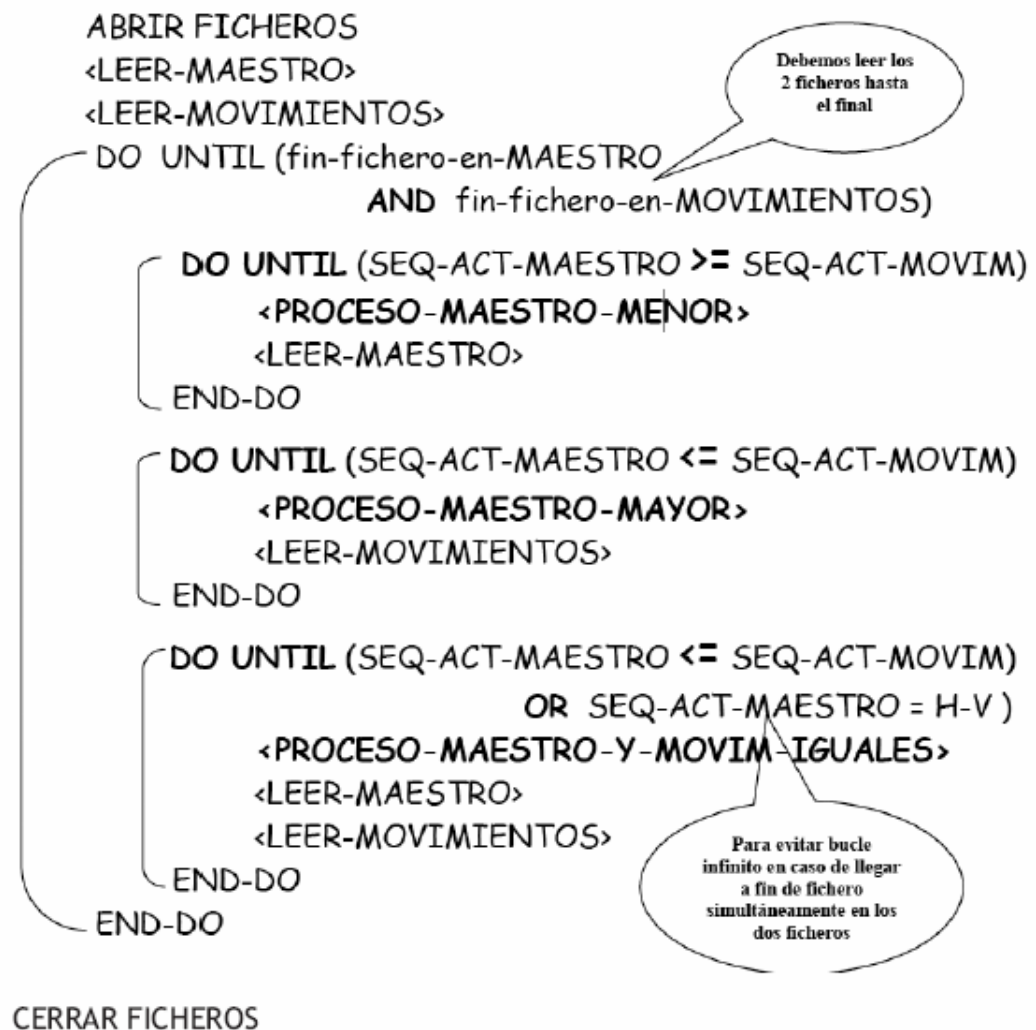 ABRIR FICHEROS
<LEER-MAESTRO>
<LEER-MOVIMIENTOS>
Debemos leer los
2 ficheros hasta
el final
DO UNTIL (fin-fichero-en-MAESTRO
AND fin-fichero-en-MOVIMIENTOS)
DO UNTIL (SEQ-ACT-MAESTRO >= SEQ-ACT-MOVIM)
<PROCESO-MAESTRO-MENOR>
<LEER-MAESTRO>
END-DO
DO UNTIL (SEQ-ACT-MAESTRO <= SEQ-ACT-MOVIM)
<PROCESO-MAESTRO-MAYOR>
<LEER-MOVIMIENTOS>
END-DO
DO UNTIL (SEQ-ACT-MAESTRO <= SEQ-ACT-MOVIM)
OR SEQ-ACT-MAESTRO = H-V )
<PROCESO-MAESTRO-Y-MOVIM-IGUALES>
<LEER-MAESTRO>
<LEER-MOVIMIENTOS>
END-DO
Para evitar bucle
infinito en caso de llegar
a fin de fichero
simultáneamente en los
dos ficheros
END-DO
CERRAR FICHEROS